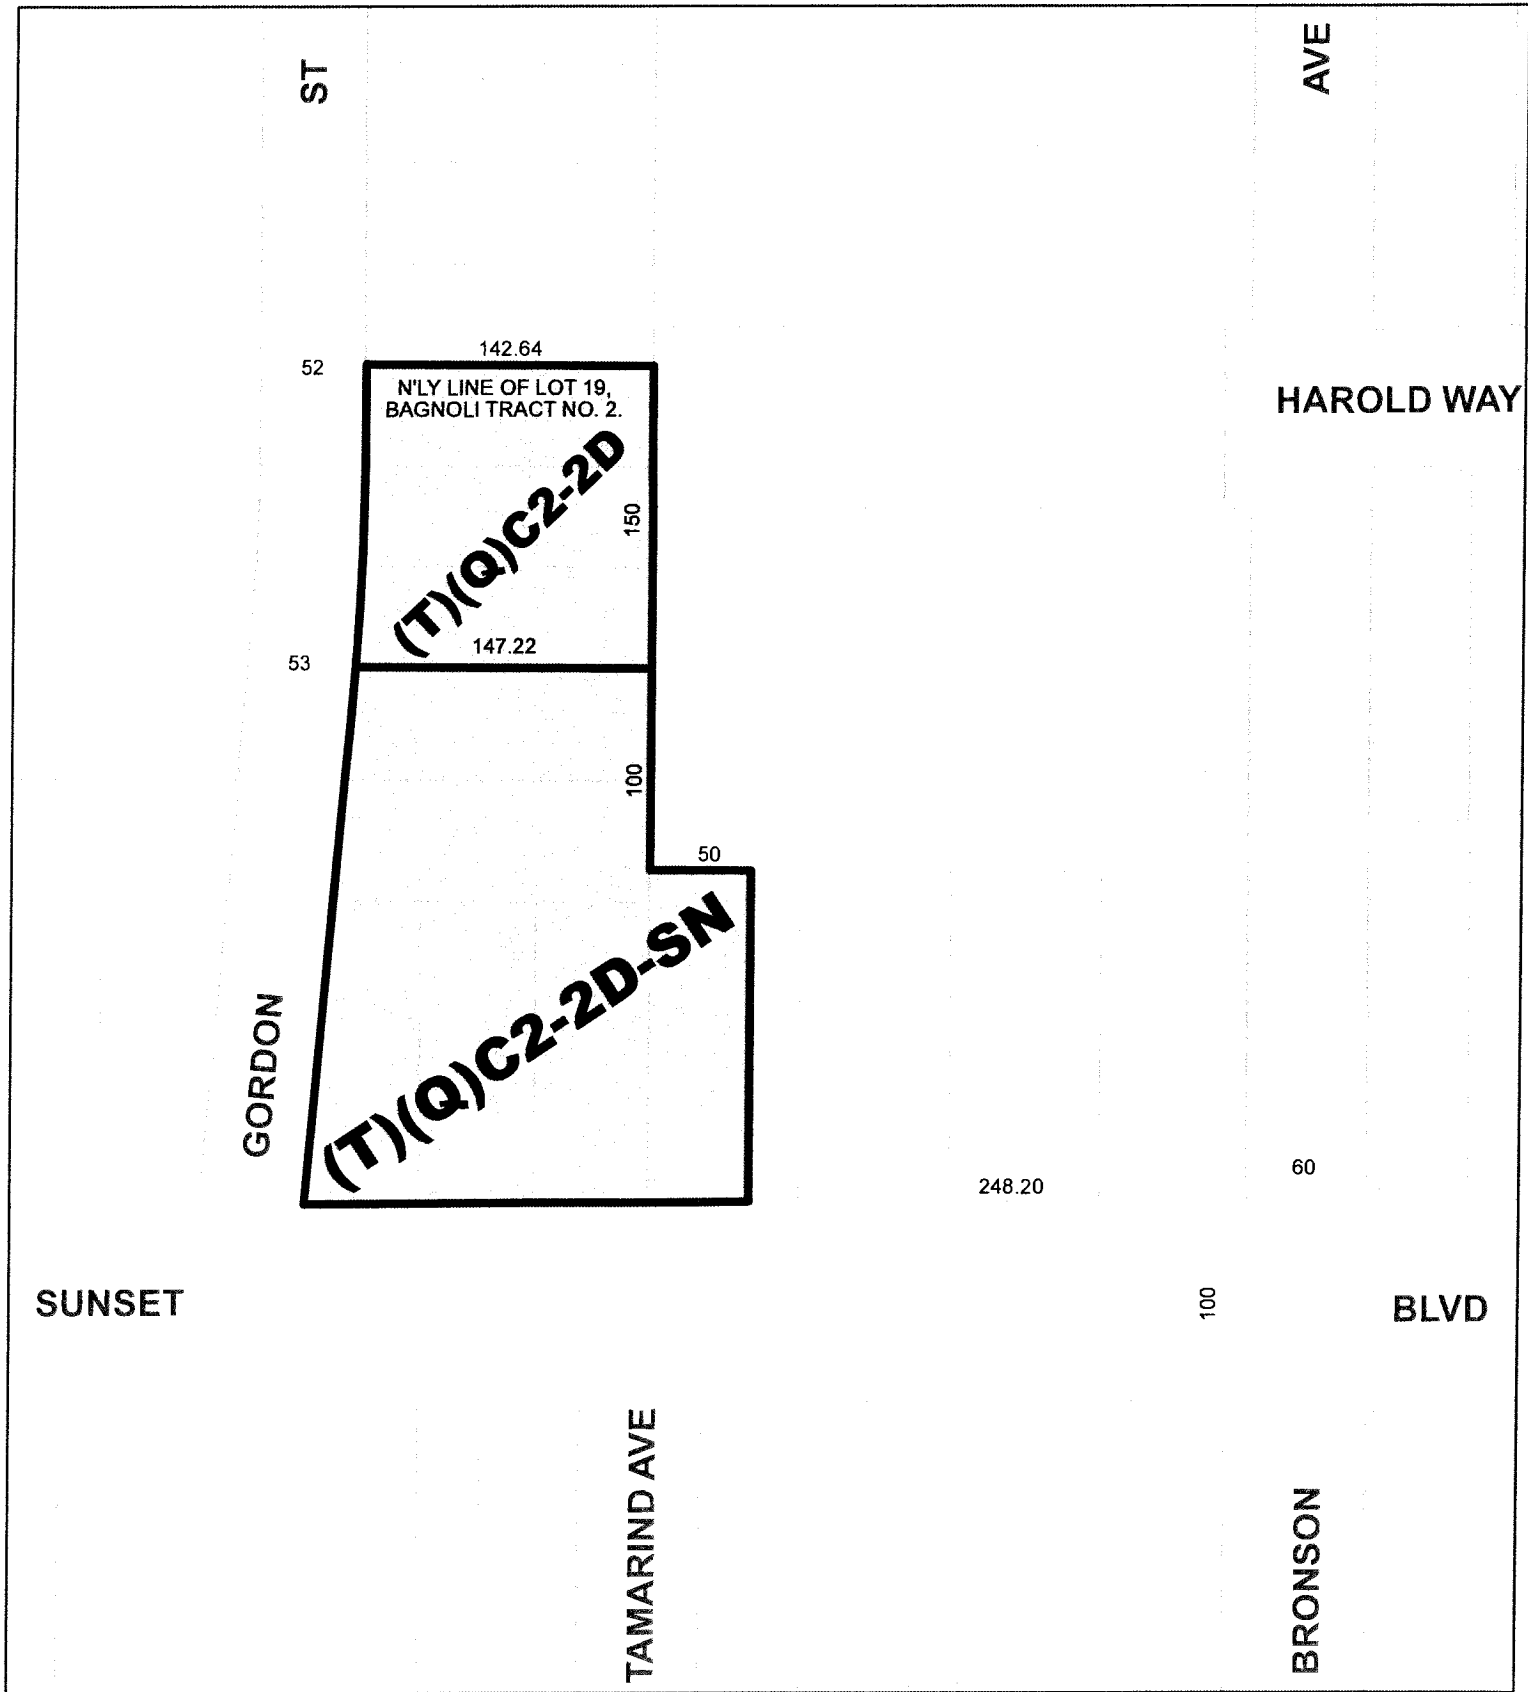 ST
AVE
142.64
52
N'LY LINE OF LOT 19,
BAGNOLI TRACT NO. 2.
HAROLD WAY
(T)(Q)C2-2D
150
147.22
53
100
50
(T)(Q)C2-2D-SN
GORDON
60
248.20
SUNSET
100
BLVD
TAMARIND AVE
BRONSON